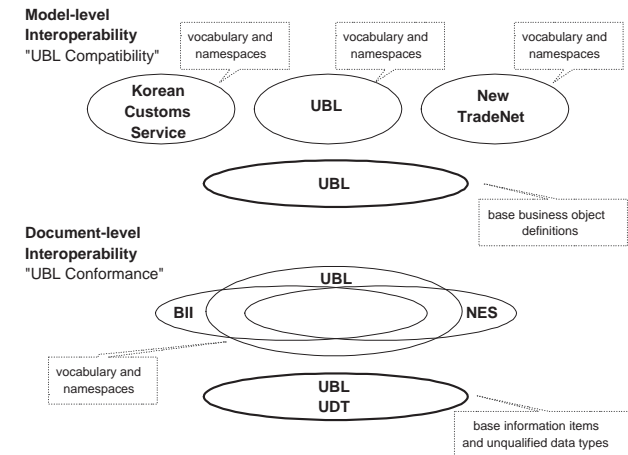 Model-level
Interoperability
"UBL Compatibility"
vocabulary and
namespaces
vocabulary and
namespaces
vocabulary and
namespaces
Korean
Customs
Service
UBL
New
TradeNet
UBL
base business object
definitions
Document-level
Interoperability
"UBL Conformance"
UBL
BII
NES
vocabulary and
namespaces
UBL
UDT
base information items
and unqualified data types